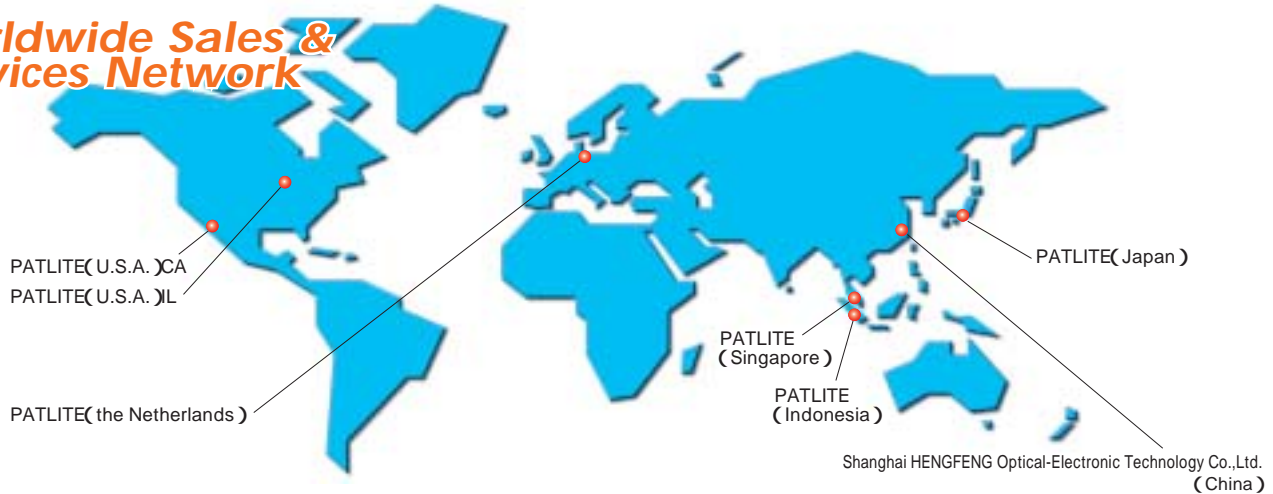 rldwide Sales &
vices Network
PATLITE(U.S.A.)CA
PATLITE(U.S.A.)IL
PATLITE(the Netherlands)
PATLITE
(Singapore)
PATLITE
(Indonesia)
PATLITE(Japan)
Shanghai HENGFENG Optical-Electronic Technology Co.,Ltd.
(China)